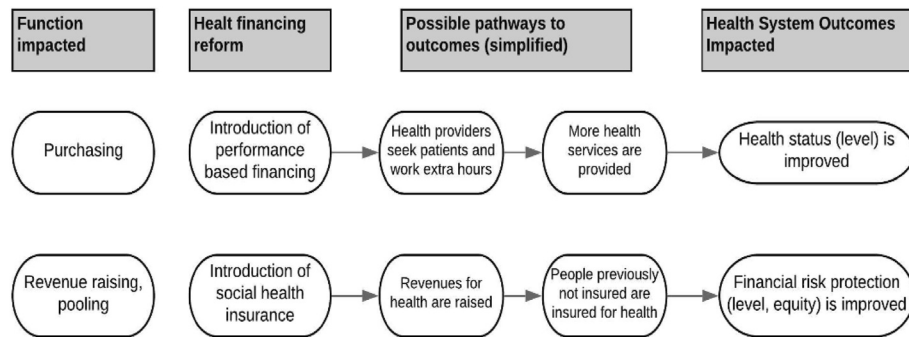 Function
impacted
Healt financing
reform
Possible pathways to
outcomes (simplified)
Health System Outcomes
Impacted
Purchasing
Introduction of
performance
based financing
Health providers
seek patients and
work extra hours
More health
services are
provided
Health status (level) is
improved
Revenue raising,
pooling
Introduction of
social health
insurance
Revenues for
health are raised
People previously
not insured are
insured for health
Financial risk protection
(level, equity) is improved